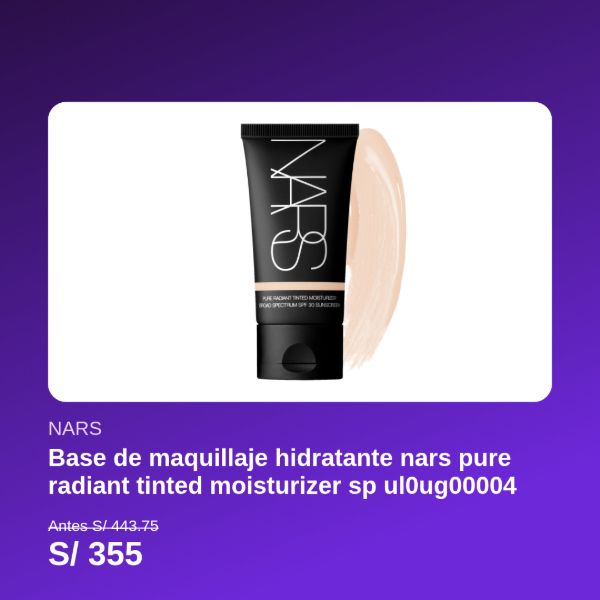 NARS
PURE RADIANT TINTED MOISTURIZER
BROAD SPECTRUM SPF 30 SUNSCREEN
NARS
Base de maquillaje hidratante nars pure
radiant tinted moisturizer sp ul0ug00004
Antes S/ 443.75
S/ 355